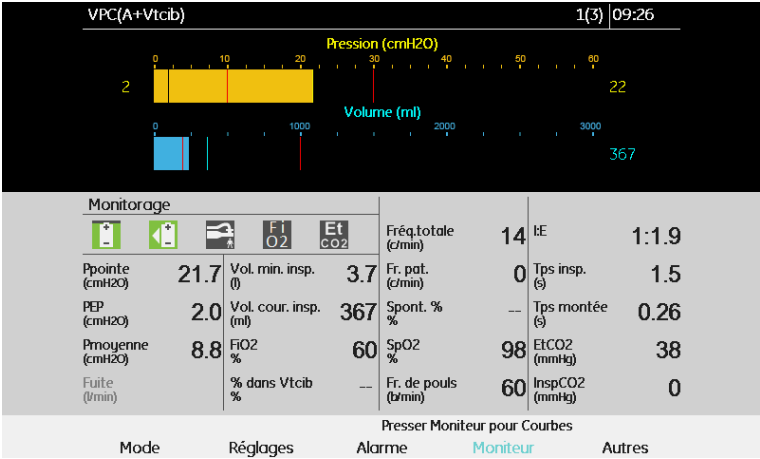 VPC(A+Vtcib) 1(3) 09:26
Pression (cmH2O)
0 10 20 30 40 50 60
2 22
Volume (ml)
0 1000 2000 3000
367
Monitorage
Fi O2 Et CO2
Fréq.totale (c/min) 14 I:E 1:1.9
Ppointe (cmH2O) 21.7 Vol. min. insp. (l) 3.7 Fr. pat. (c/min) 0 Tps insp. (s) 1.5
PEP (cmH2O) 2.0 Vol. cour. insp. (ml) 367 Spont. % % -- Tps montée (s) 0.26
Pmoyenne (cmH2O) 8.8 FiO2 % 60 SpO2 % 98 EtCO2 (mmHg) 38
Fuite (l/min) % dans Vtcib % -- Fr. de pouls (b/min) 60 InspCO2 (mmHg) 0
Presser Moniteur pour Courbes
Mode Réglages Alarme Moniteur Autres